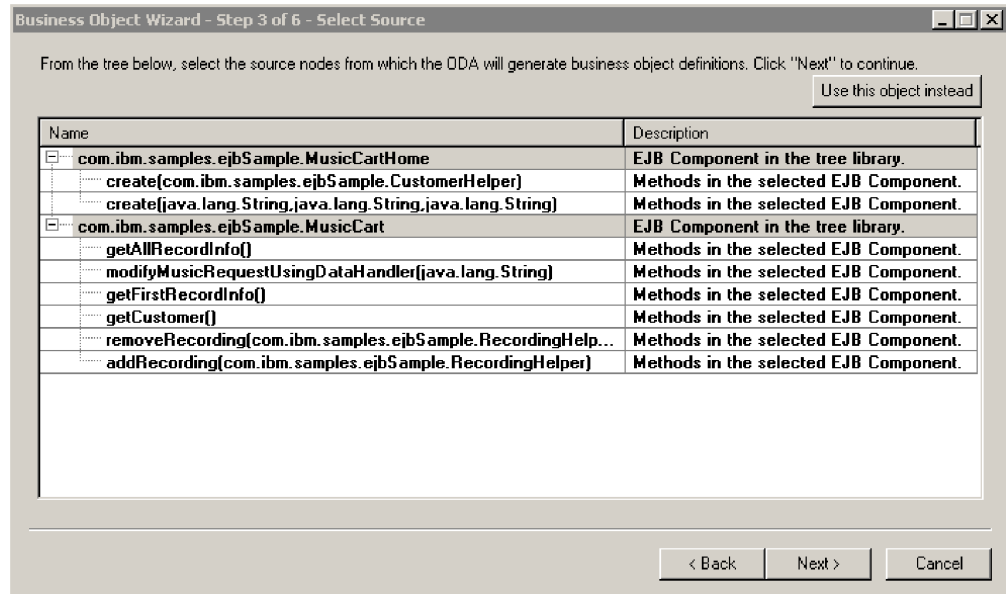 Business Object Wizard - Step 3 of 6 - Select Source
From the tree below, select the source nodes from which the ODA will generate business object definitions. Click "Next" to continue.
Use this object instead
Name Description
com.ibm.samples.ejbSample.MusicCartHome EJB Component in the tree library.
create(com.ibm.samples.ejbSample.CustomerHelper) Methods in the selected EJB Component.
create(java.lang.String,java.lang.String,java.lang.String) Methods in the selected EJB Component.
com.ibm.samples.ejbSample.MusicCart EJB Component in the tree library.
getAllRecordInfo() Methods in the selected EJB Component.
modifyMusicRequestUsingDataHandler(java.lang.String) Methods in the selected EJB Component.
getFirstRecordInfo() Methods in the selected EJB Component.
getCustomer() Methods in the selected EJB Component.
removeRecording(com.ibm.samples.ejbSample.RecordingHelp... Methods in the selected EJB Component.
addRecording(com.ibm.samples.ejbSample.RecordingHelper) Methods in the selected EJB Component.
< Back Next > Cancel